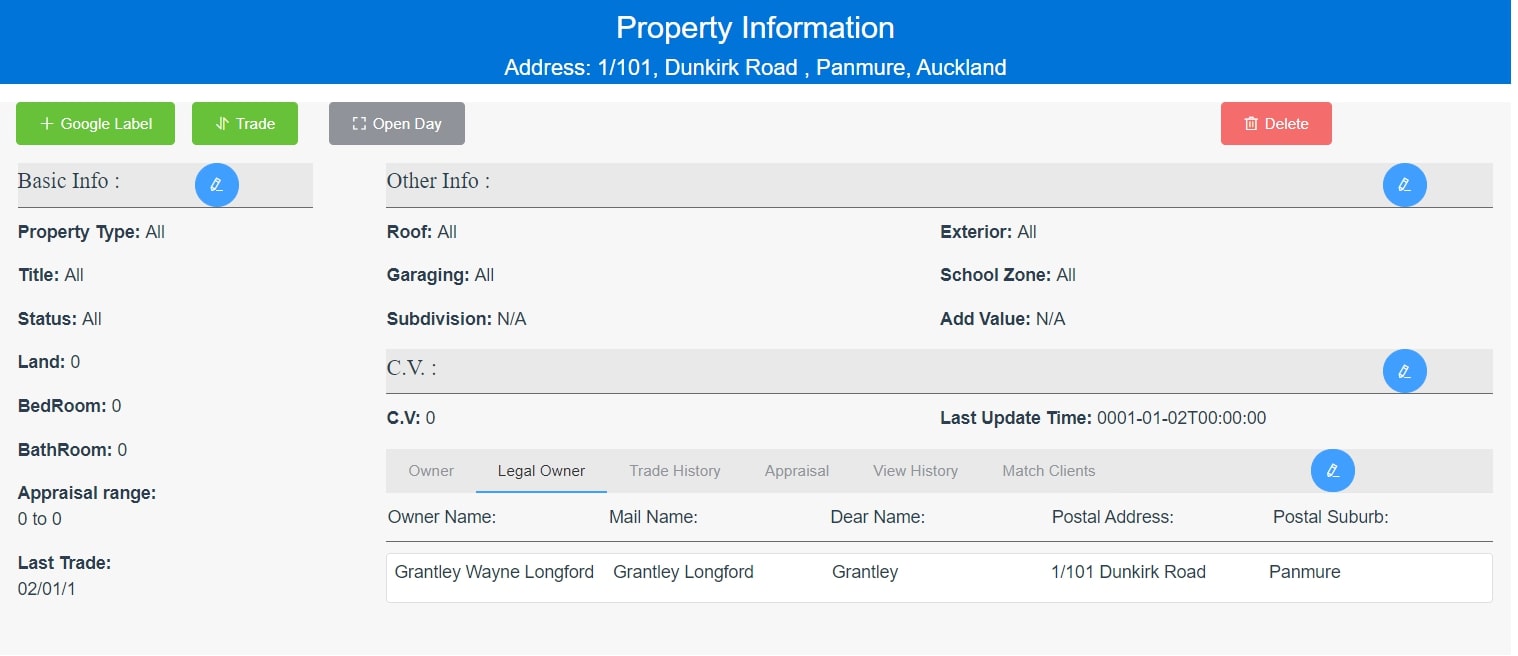 Property Information
Address: 1/101, Dunkirk Road , Panmure, Auckland
Google Label
Trade
Open Day
Delete
Basic Info :
Property Type: All
Title: All
Status: All
Land: 0
BedRoom: 0
BathRoom: 0
Appraisal range:
0 to 0
Last Trade:
02/01/1
Other Info :
Roof: All Exterior: All
Garaging: All School Zone: All
Subdivision: N/A Add Value: N/A
C.V. :
C.V: 0 Last Update Time: 0001-01-02T00:00:00
Owner Legal Owner Trade History Appraisal View History Match Clients
Owner Name: Mail Name: Dear Name: Postal Address: Postal Suburb:
Grantley Wayne Longford Grantley Longford Grantley 1/101 Dunkirk Road Panmure